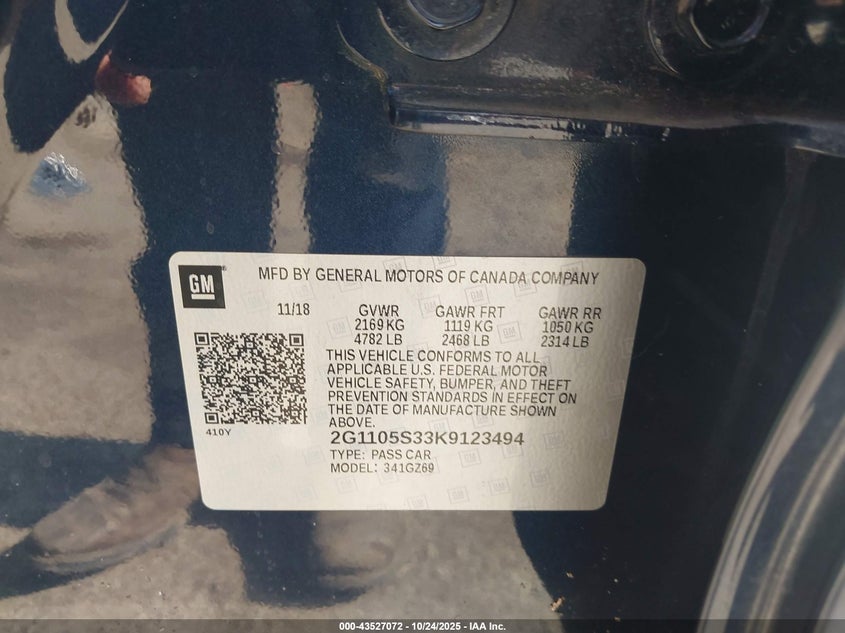 GM
MFD BY GENERAL MOTORS OF CANADA COMPANY
11/18 GVWR GAWR FRT GAWR RR
2169 KG 1119 KG 1050 KG
4782 LB 2468 LB 2314 LB
THIS VEHICLE CONFORMS TO ALL
APPLICABLE U.S. FEDERAL MOTOR
VEHICLE SAFETY, BUMPER, AND THEFT
PREVENTION STANDARDS IN EFFECT ON
THE DATE OF MANUFACTURE SHOWN
ABOVE.
410Y
2G1105S33K9123494
TYPE: PASS CAR
MODEL: 341GZ69
000-43527072 - 10/24/2025 - IAA Inc.